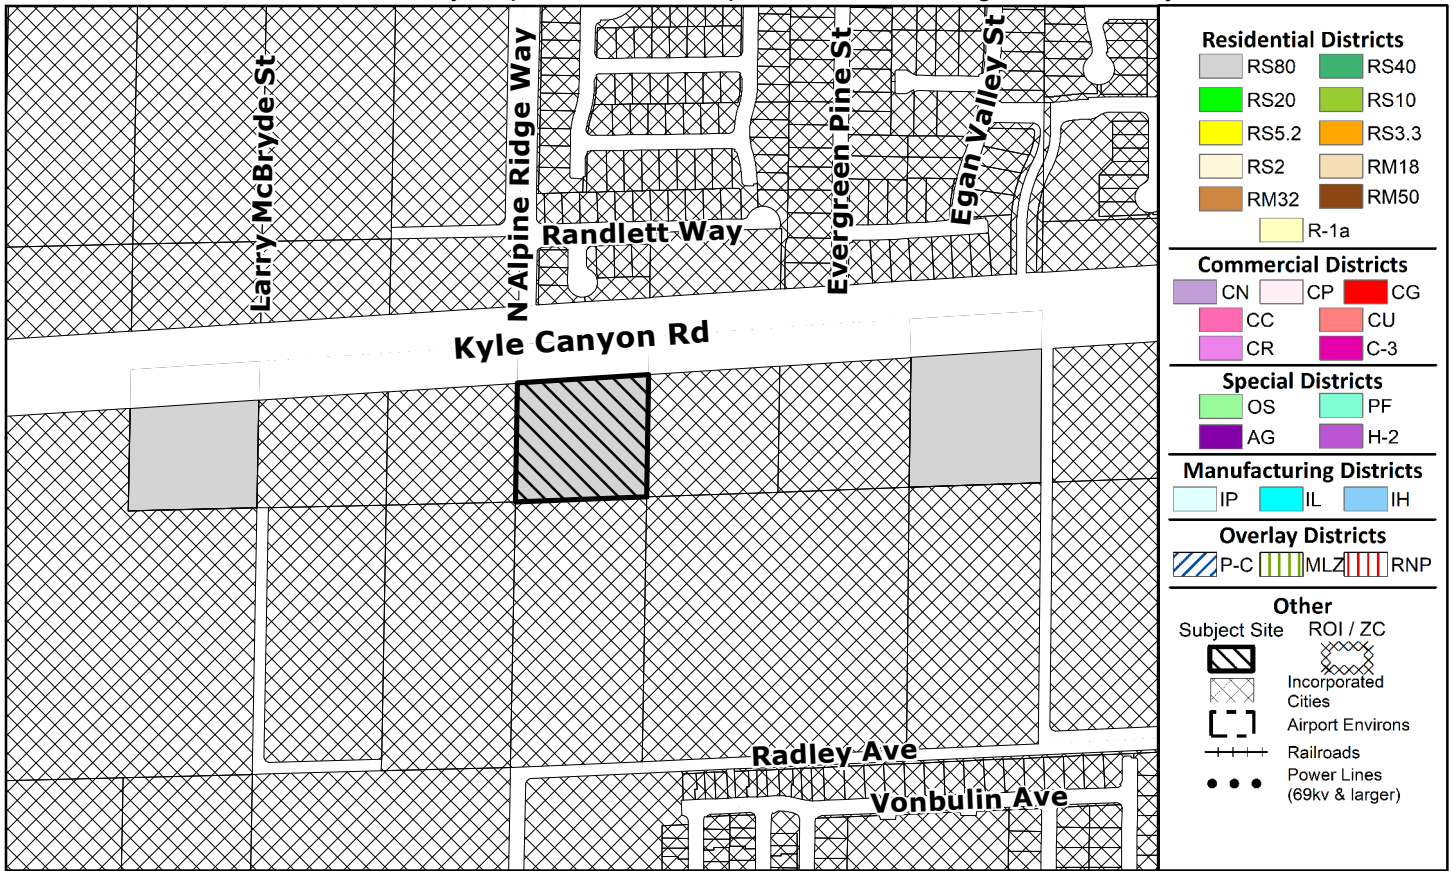 Larry McBryde St
N Alpine Ridge Way
Evergreen Pine St
Egan Valley St
Randlett Way
Kyle Canyon Rd
Radley Ave
Vonbulin Ave
Residential Districts
RS80 RS40
RS20 RS10
RS5.2 RS3.3
RS2 RM18
RM32 RM50
R-1a
Commercial Districts
CN CP CG
CC CU
CR C-3
Special Districts
OS PF
AG H-2
Manufacturing Districts
IP IL IH
Overlay Districts
P-C MLZ RNP
Other
Subject Site ROI / ZC
Incorporated
Cities
Airport Environs
Railroads
Power Lines
(69kv & larger)